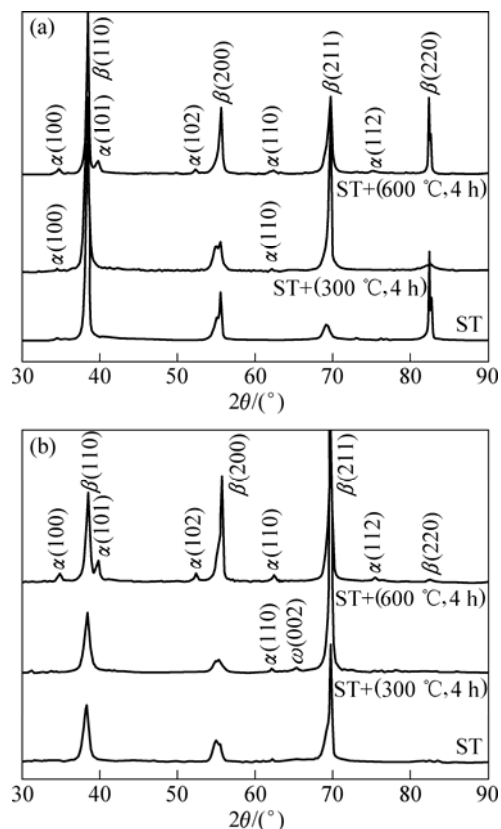 (a)
α(100)
β(110)
α(101)
α(102)
β(200)
α(110)
β(211)
α(112)
β(220)
ST+(600 ℃,4 h)
α(100)
α(110)
ST+(300 ℃,4 h)
ST
30 40 50 60 70 80 90
2θ/(°)
(b)
α(100)
β(110)
α(101)
α(102)
β(200)
α(110)
β(211)
α(112)
β(220)
ST+(600 ℃,4 h)
α(110)
ω(002)
ST+(300 ℃,4 h)
ST
30 40 50 60 70 80 90
2θ/(°)